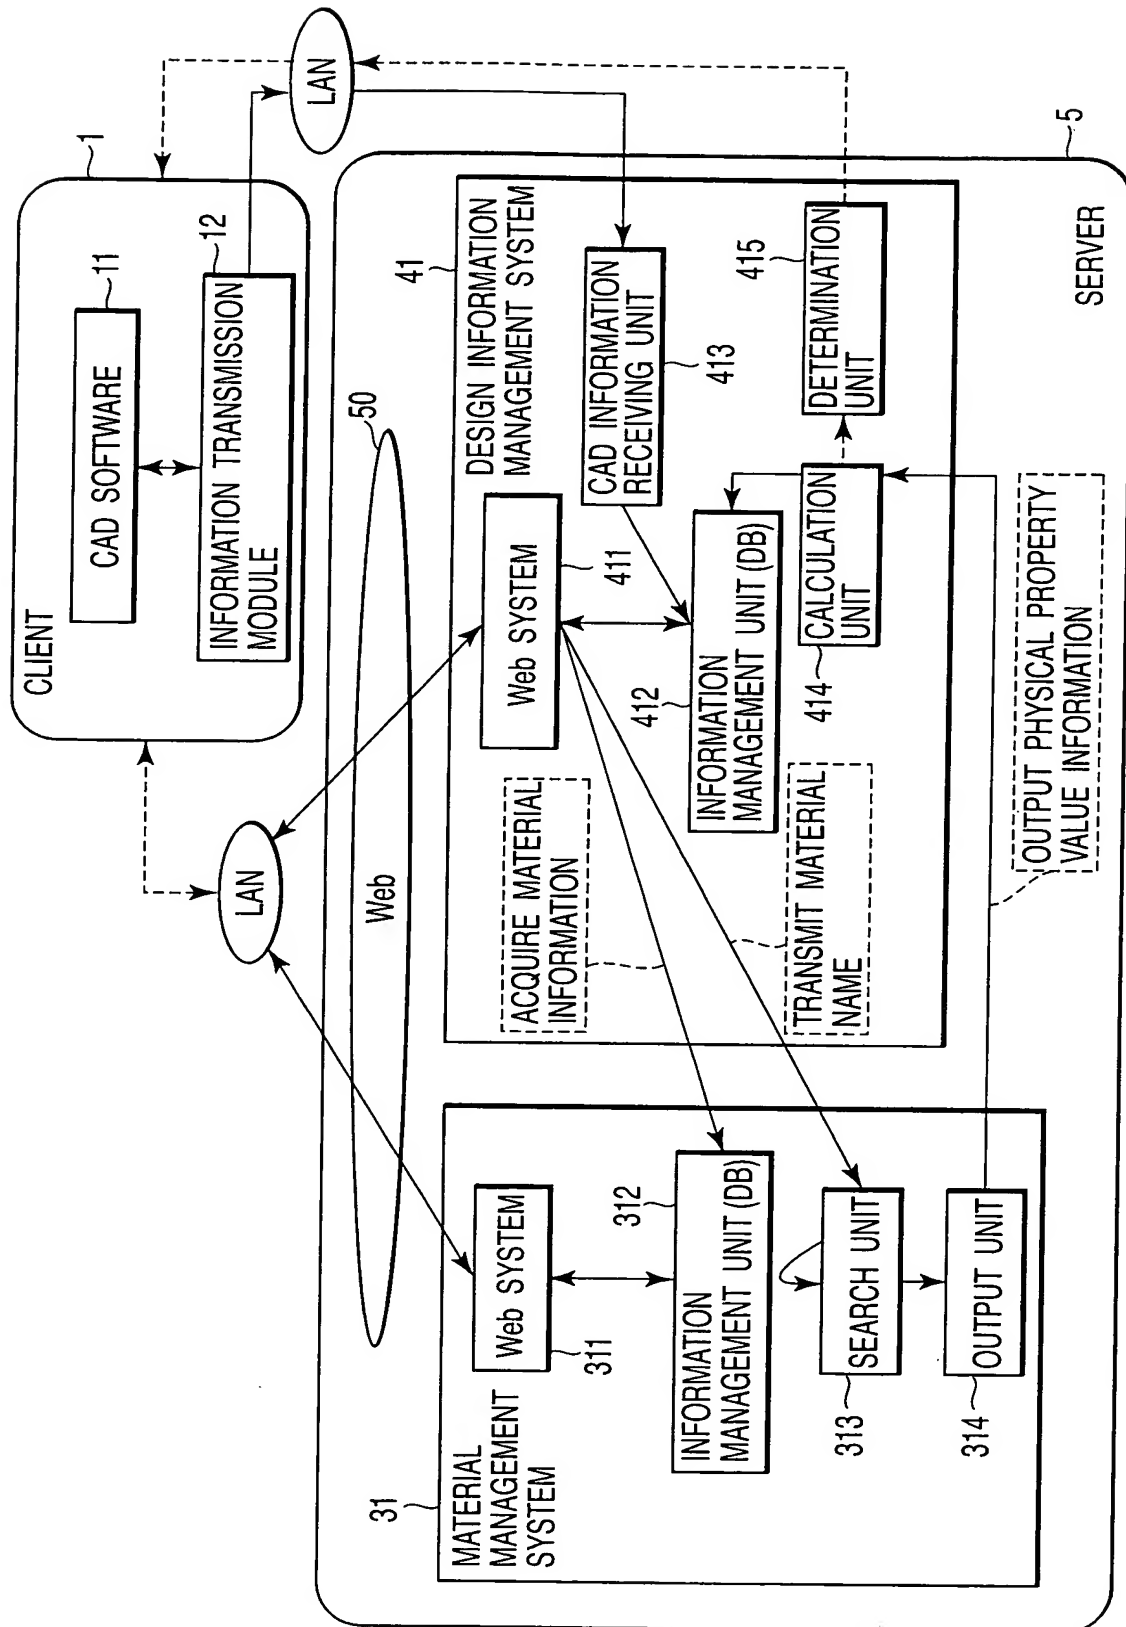 CLIENT
1
CAD SOFTWARE
11
INFORMATION TRANSMISSION
MODULE
12
LAN
LAN
50
Web
SERVER
5
31
MATERIAL
MANAGEMENT
SYSTEM
Web SYSTEM
311
INFORMATION
MANAGEMENT UNIT (DB)
312
SEARCH UNIT
313
OUTPUT UNIT
314
41
DESIGN INFORMATION
MANAGEMENT SYSTEM
Web SYSTEM
411
CAD INFORMATION
RECEIVING UNIT
413
INFORMATION
MANAGEMENT UNIT (DB)
412
CALCULATION
UNIT
414
DETERMINATION
UNIT
415
ACQUIRE MATERIAL
INFORMATION
TRANSMIT MATERIAL
NAME
OUTPUT PHYSICAL PROPERTY
VALUE INFORMATION